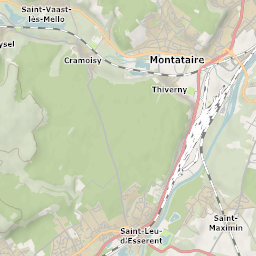 Saint-Vaast-
lès-Mello
ysel
Cramoisy
Montataire
Thiverny
Saint-Leu-
d'Esserent
Saint-
Maximin